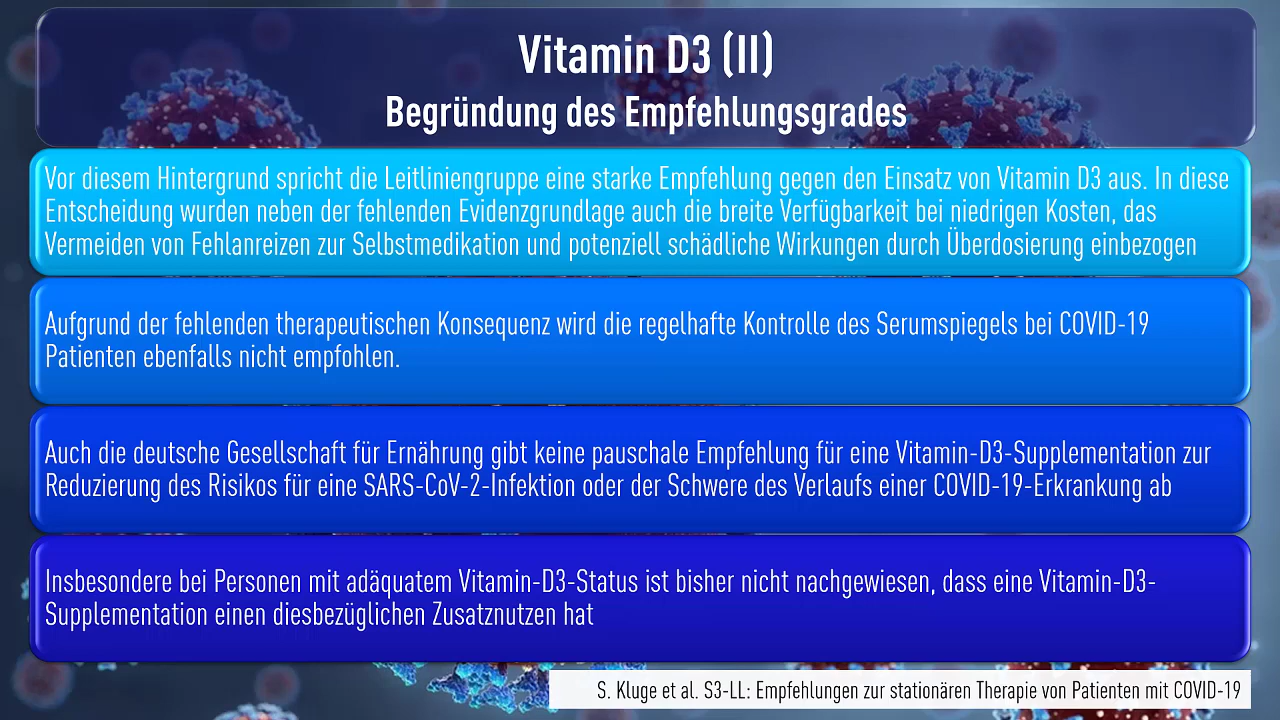 Vitamin D3 (II)
Begründung des Empfehlungsgrades
Vor diesem Hintergrund spricht die Leitliniengruppe eine starke Empfehlung gegen den Einsatz von Vitamin D3 aus. In diese
Entscheidung wurden neben der fehlenden Evidenzgrundlage auch die breite Verfügbarkeit bei niedrigen Kosten, das
Vermeiden von Fehlanreizen zur Selbstmedikation und potenziell schädliche Wirkungen durch Überdosierung einbezogen
Aufgrund der fehlenden therapeutischen Konsequenz wird die regelhafte Kontrolle des Serumspiegels bei COVID-19
Patienten ebenfalls nicht empfohlen.
Auch die deutsche Gesellschaft für Ernährung gibt keine pauschale Empfehlung für eine Vitamin-D3-Supplementation zur
Reduzierung des Risikos für eine SARS-CoV-2-Infektion oder der Schwere des Verlaufs einer COVID-19-Erkrankung ab
Insbesondere bei Personen mit adäquatem Vitamin-D3-Status ist bisher nicht nachgewiesen, dass eine Vitamin-D3-
Supplementation einen diesbezüglichen Zusatznutzen hat
S. Kluge et al. S3-LL: Empfehlungen zur stationären Therapie von Patienten mit COVID-19